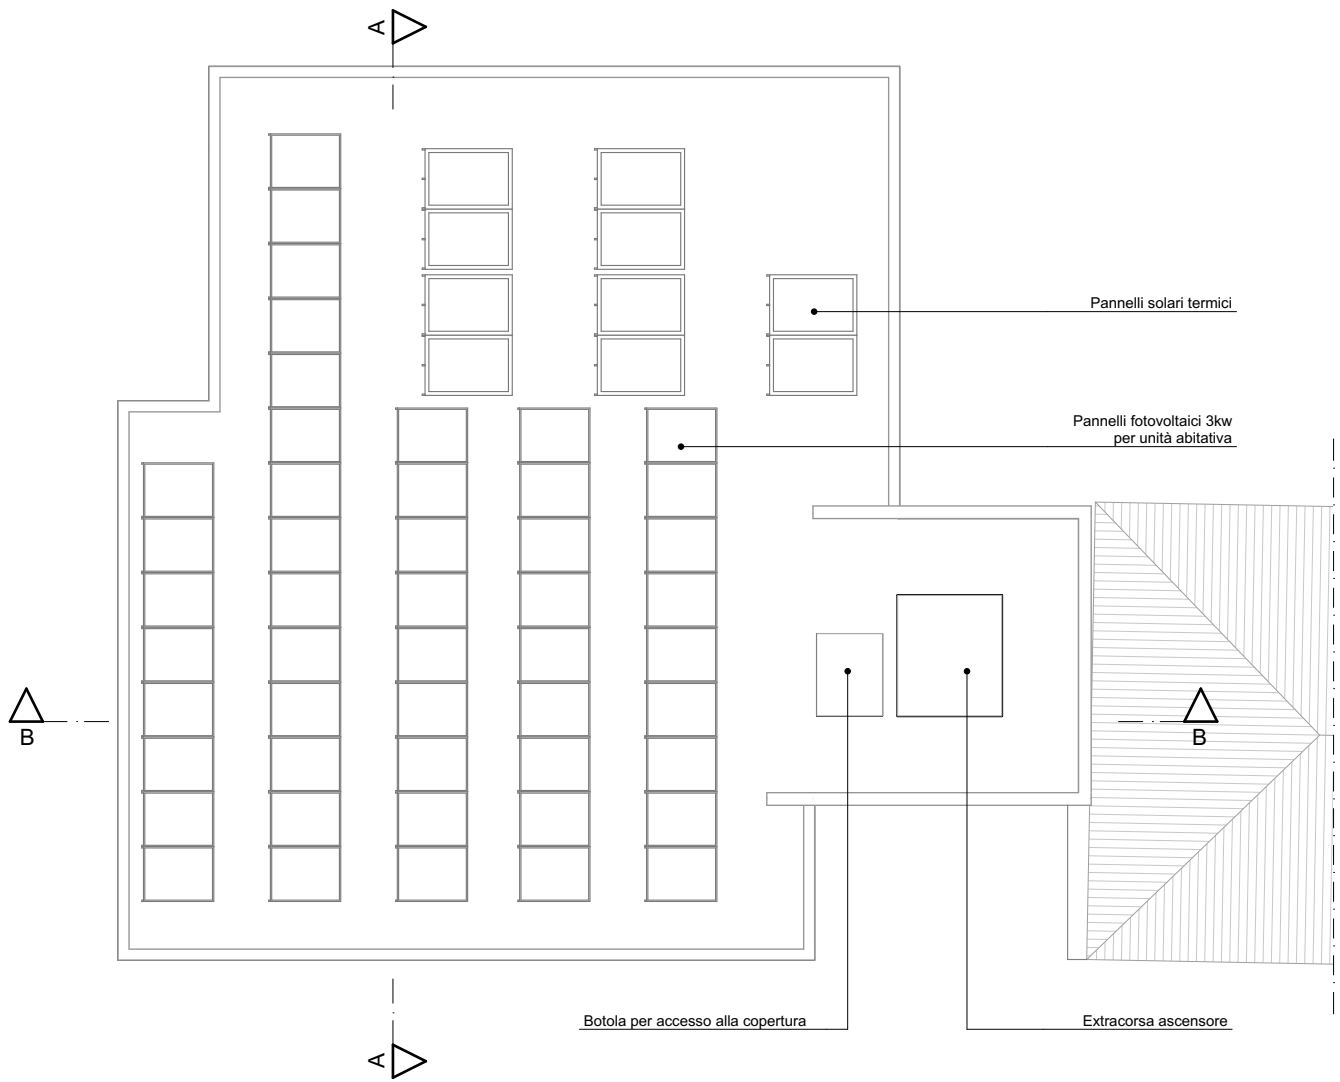 A
Pannelli solari termici
Pannelli fotovoltaici 3kw
per unità abitativa
B
B
Botola per accesso alla copertura
Extracorsa ascensore
A